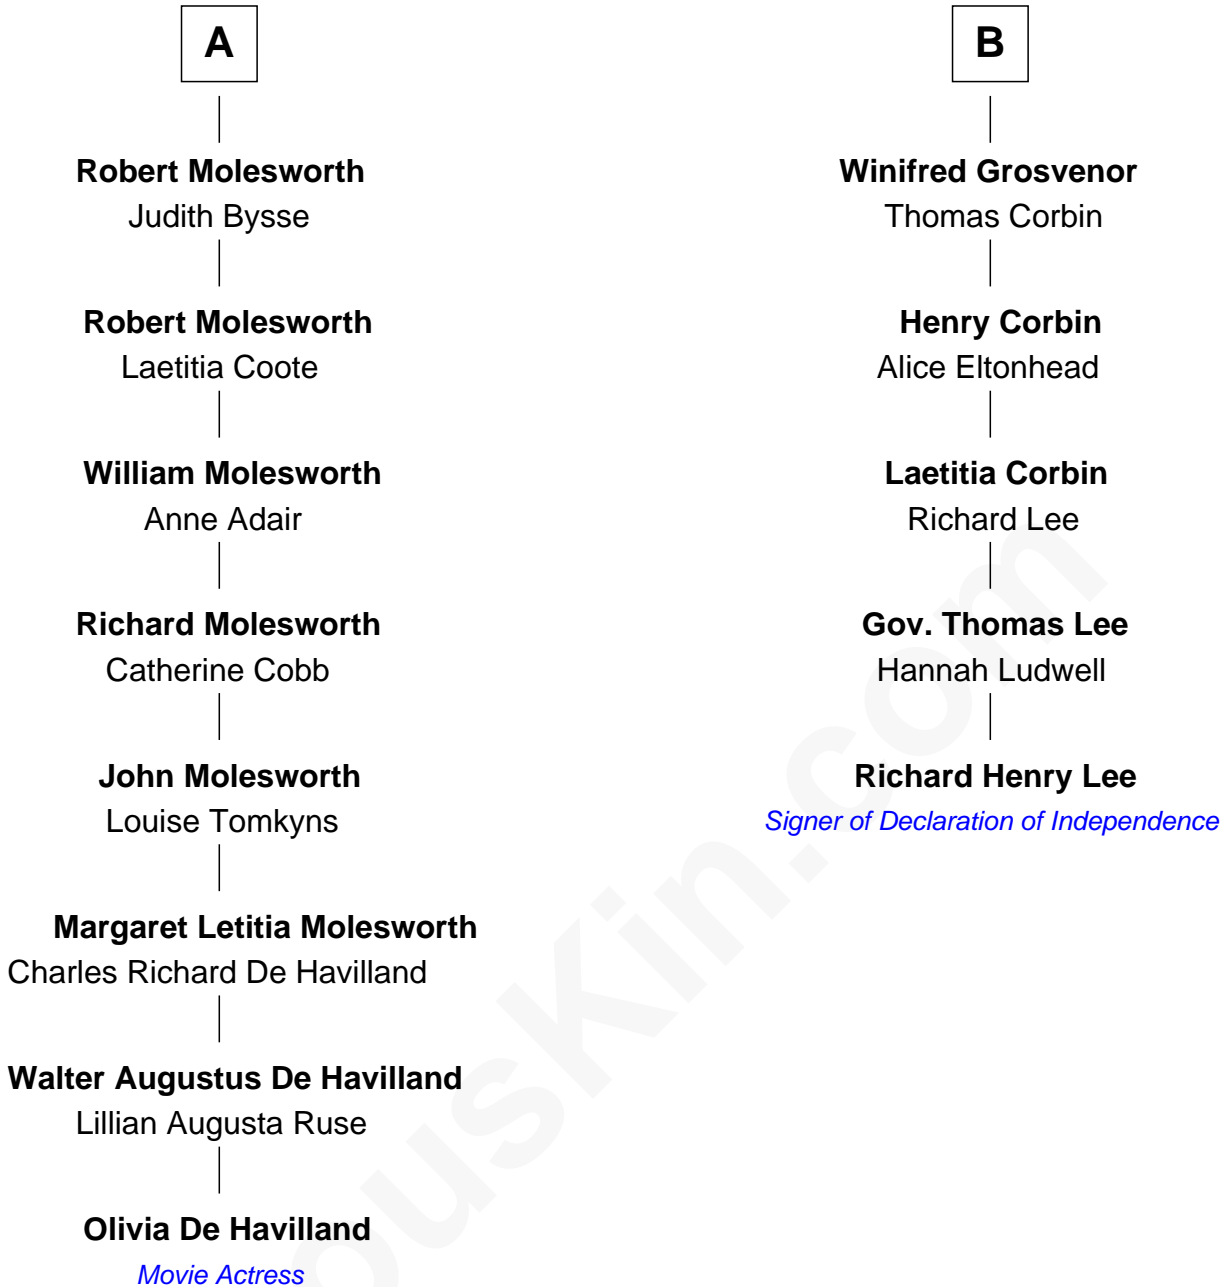 A
Robert Molesworth
Judith Bysse
Robert Molesworth
Laetitia Coote
William Molesworth
Anne Adair
Richard Molesworth
Catherine Cobb
John Molesworth
Louise Tomkyns
Margaret Letitia Molesworth
Charles Richard De Havilland
Walter Augustus De Havilland
Lillian Augusta Ruse
Olivia De Havilland
Movie Actress
B
Winifred Grosvenor
Thomas Corbin
Henry Corbin
Alice Eltonhead
Laetitia Corbin
Richard Lee
Gov. Thomas Lee
Hannah Ludwell
Richard Henry Lee
Signer of Declaration of Independence
ousKin.com